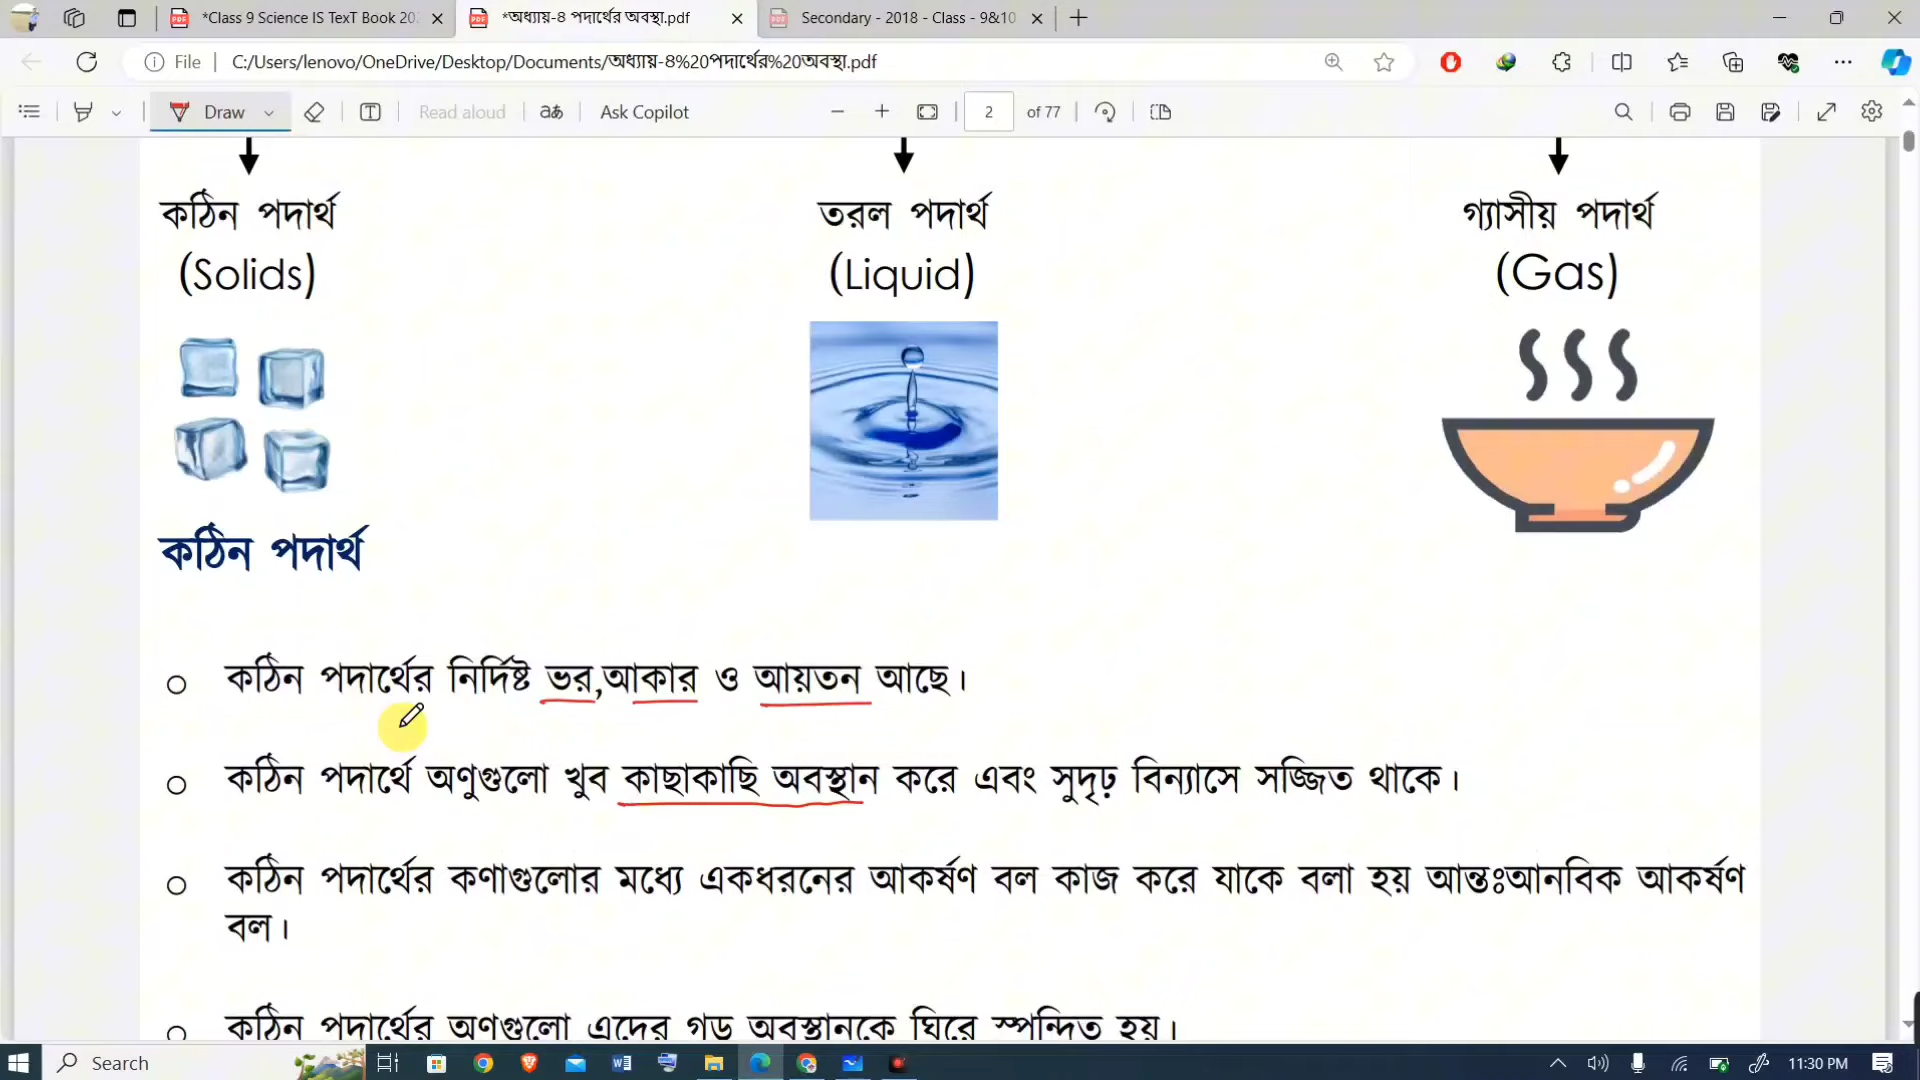 *Class 9 Science IS TexT Book 202
*অধ্যায়-8 পদার্থের অবস্থা.pdf
Secondary - 2018 - Class - 9&10
File
C:/Users/lenovo/OneDrive/Desktop/Documents/অধ্যায়-8%20পদার্থের%20অবস্থা.pdf
Draw
Read aloud
Ask Copilot
2 of 77
কঠিন পদার্থ তরল পদার্থ গ্যাসীয় পদার্থ
(Solids) (Liquid) (Gas)
কঠিন পদার্থ
কঠিন পদার্থের নির্দিষ্ট ভর,আকার ও আয়তন আছে।
কঠিন পদার্থে অণুগুলো খুব কাছাকাছি অবস্থান করে এবং সুদৃঢ় বিন্যাসে সজ্জিত থাকে।
কঠিন পদার্থের কণাগুলোর মধ্যে একধরনের আকর্ষণ বল কাজ করে যাকে বলা হয় আন্তঃআনবিক আকর্ষণ
বল।
কঠিন পদার্থের অণুগুলো এদের গড় অবস্থানকে ঘিরে স্পন্দিত হয়।
Search
11:30 PM